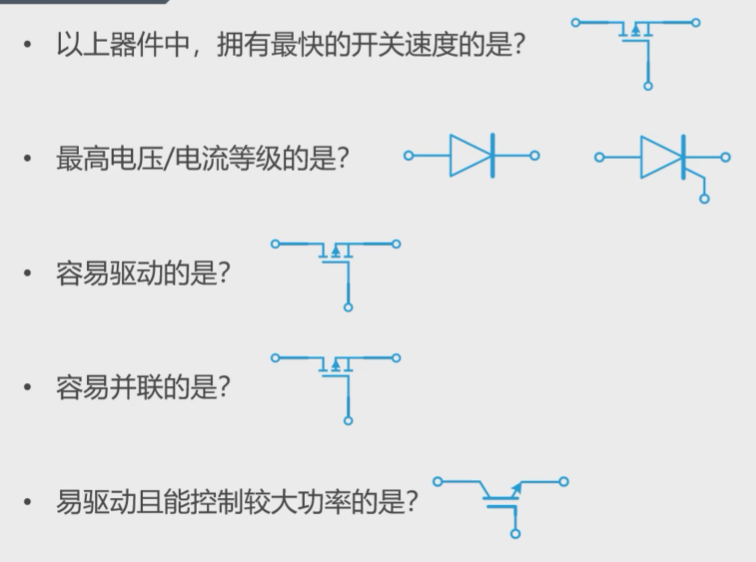 • 以上器件中，拥有最快的开关速度的是？
• 最高电压/电流等级的是？
• 容易驱动的是？
• 容易并联的是？
• 易驱动且能控制较大功率的是？